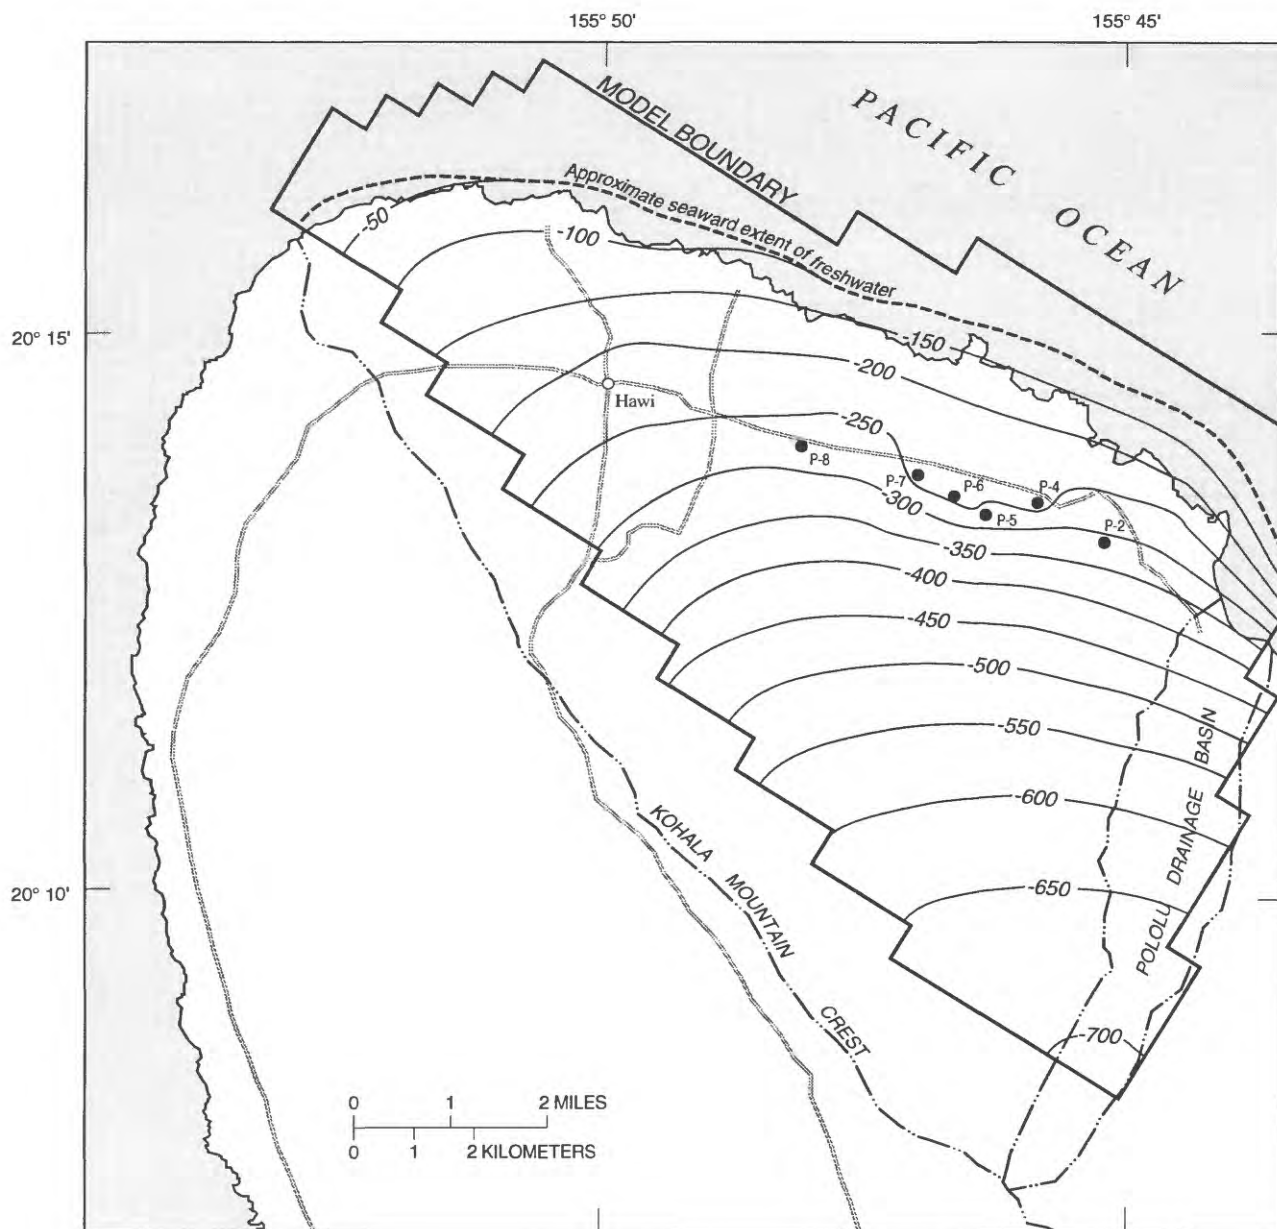 155° 50'
155° 45'
PACIFIC
OCEAN
MODEL BOUNDARY
Approximate seaward extent of freshwater
-50
-100
20° 15'
-150
-200
Hawi
-250
P-8
P-7
P-6
P-4
-300
P-5
P-2
-350
-400
-450
-500
-550
-600
-650
-700
POLOLU DRAINAGE BASIN
KOHALA MOUNTAIN CREST
20° 10'
0 1 2 MILES
0 1 2 KILOMETERS